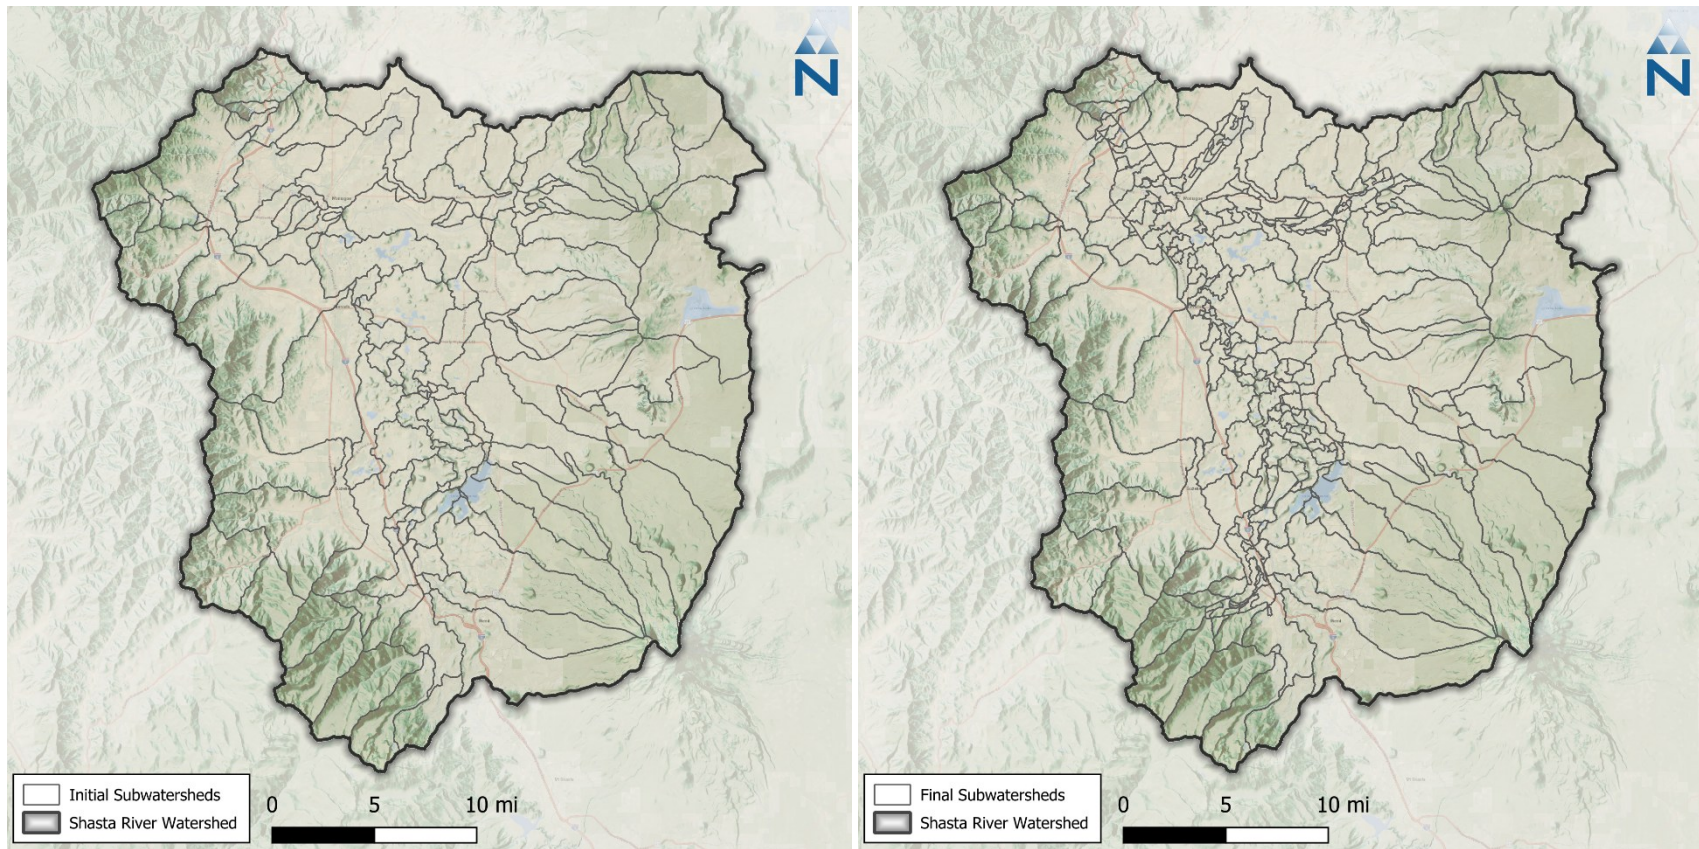 N
Initial Subwatersheds
Shasta River Watershed
0 5 10 mi
N
Final Subwatersheds
Shasta River Watershed
0 5 10 mi